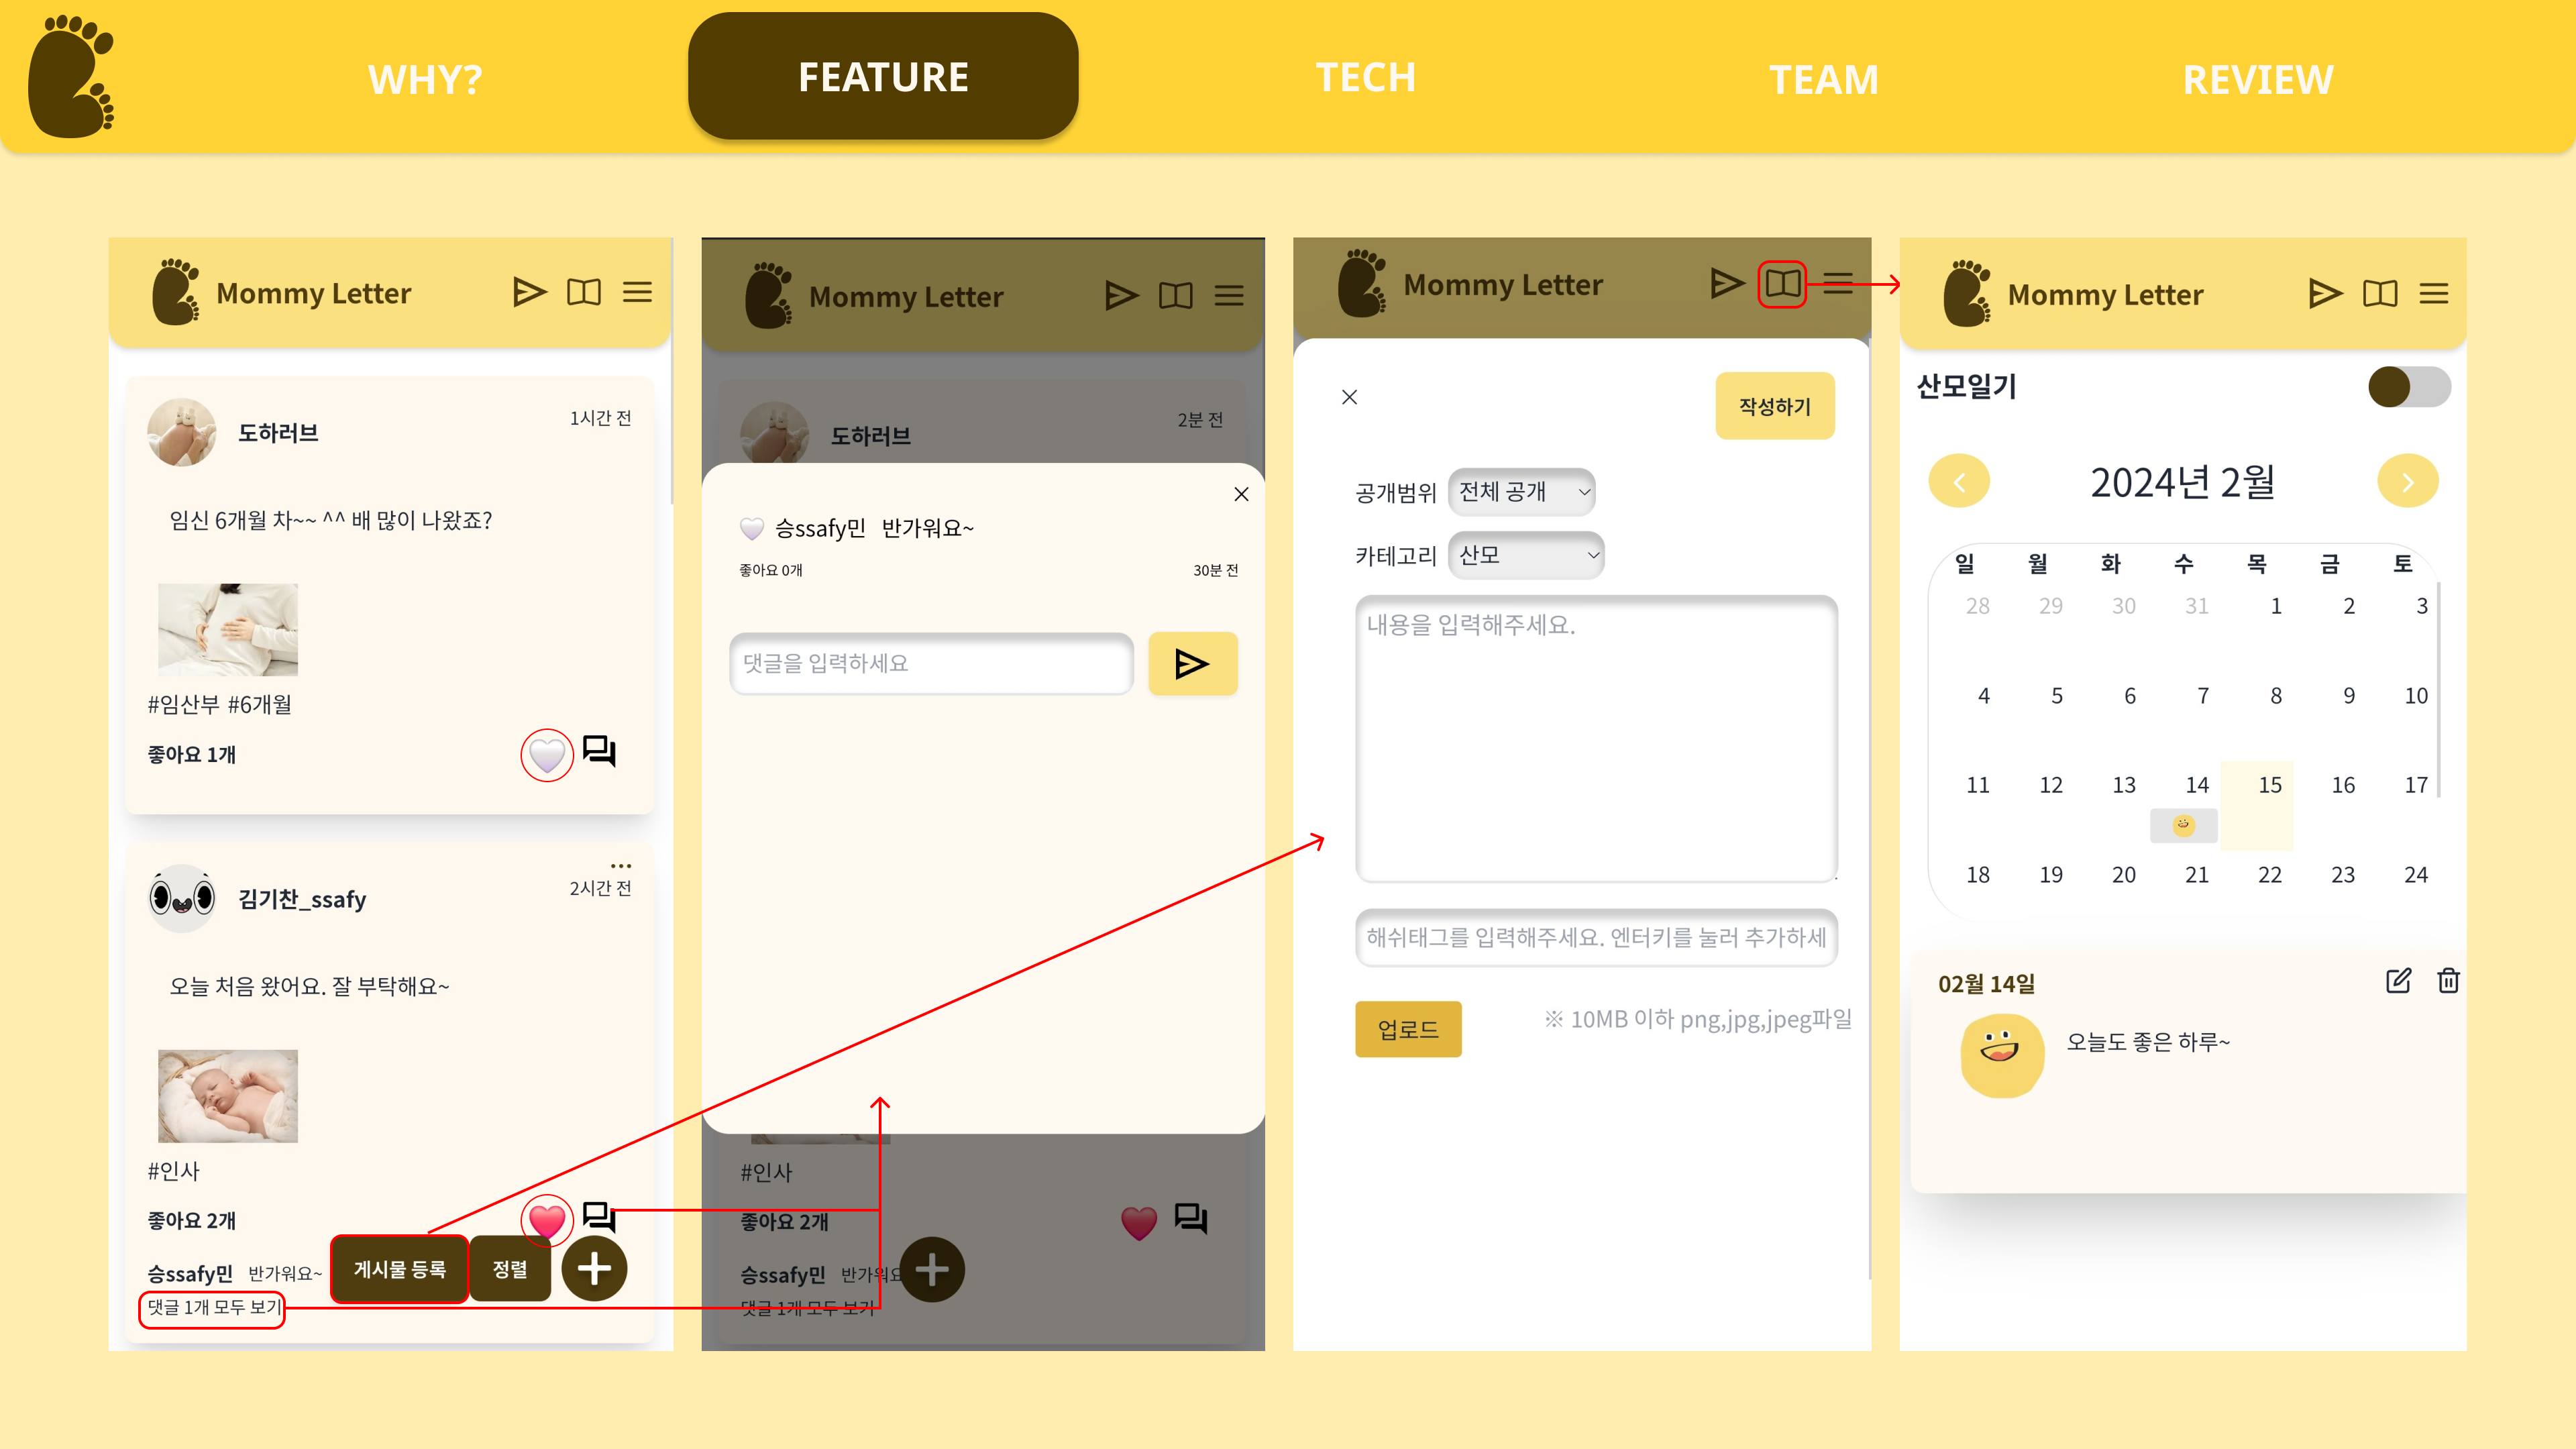 WHY?
FEATURE
TECH
TEAM
REVIEW
Mommy Letter
도하러브
1시간 전
임신 6개월 차~~ ^^ 배 많이 나왔죠?
#임산부 #6개월
좋아요 1개
김기찬_ssafy
2시간 전
오늘 처음 왔어요. 잘 부탁해요~
#인사
좋아요 2개
승ssafy민 반가워요~
게시물 등록
정렬
댓글 1개 모두 보기
Mommy Letter
도하러브
2분 전
승ssafy민 반가워요~
좋아요 0개
30분 전
댓글을 입력하세요
#인사
좋아요 2개
승ssafy민 반가워요
댓글 1개 모두 보기
Mommy Letter
작성하기
공개범위 전체 공개
카테고리 산모
내용을 입력해주세요.
해쉬태그를 입력해주세요. 엔터키를 눌러 추가하세
업로드
※ 10MB 이하 png,jpg,jpeg파일
Mommy Letter
산모일기
2024년 2월
일 월 화 수 목 금 토
28 29 30 31 1 2 3
4 5 6 7 8 9 10
11 12 13 14 15 16 17
18 19 20 21 22 23 24
02월 14일
오늘도 좋은 하루~